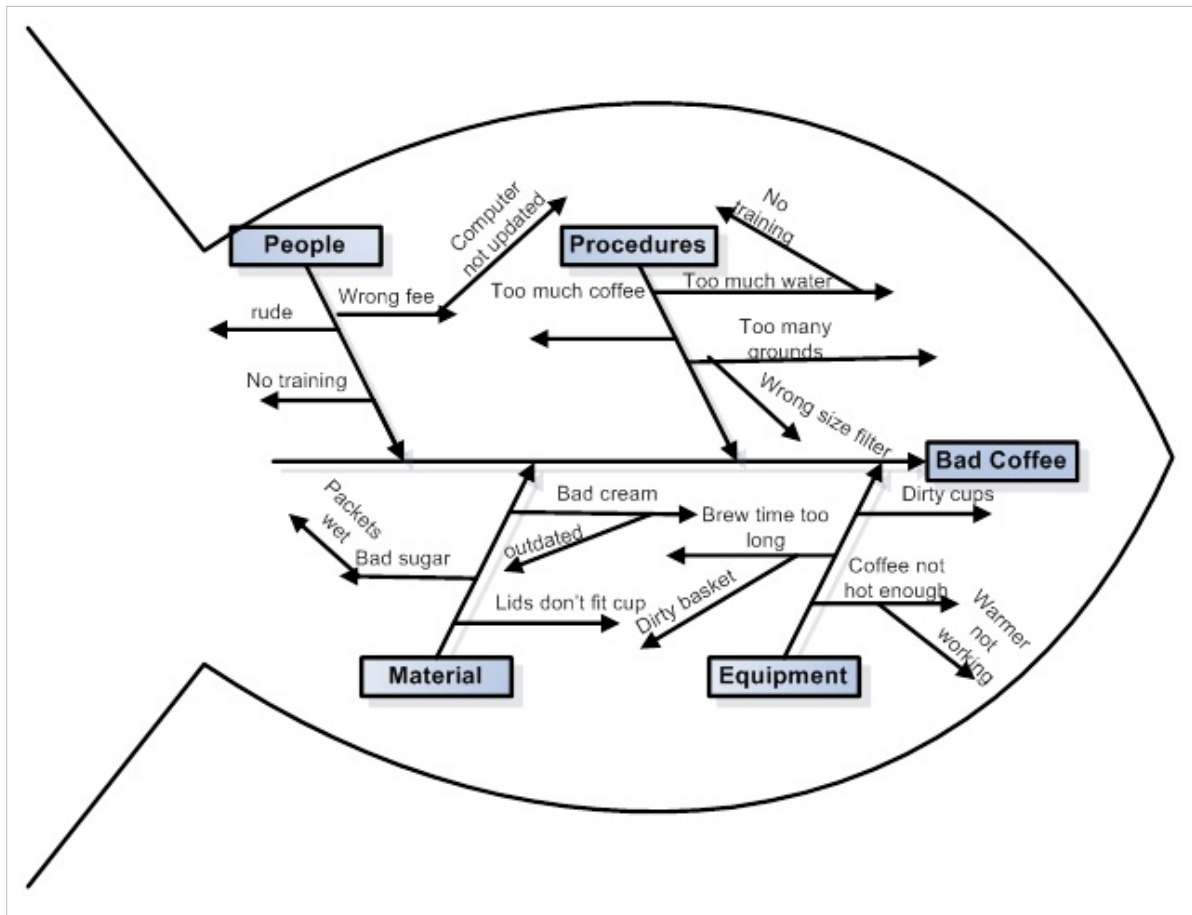 People
Procedures
Computer
not updated
No
training
Wrong fee
Too much coffee
Too much water
rude
Too many
grounds
No training
Wrong size filter
Bad Coffee
Packets
wet
Bad cream
Dirty cups
outdated
Brew time too
long
Bad sugar
Coffee not
hot enough
Lids don't fit cup
Dirty basket
Warmer
not
working
Material
Equipment